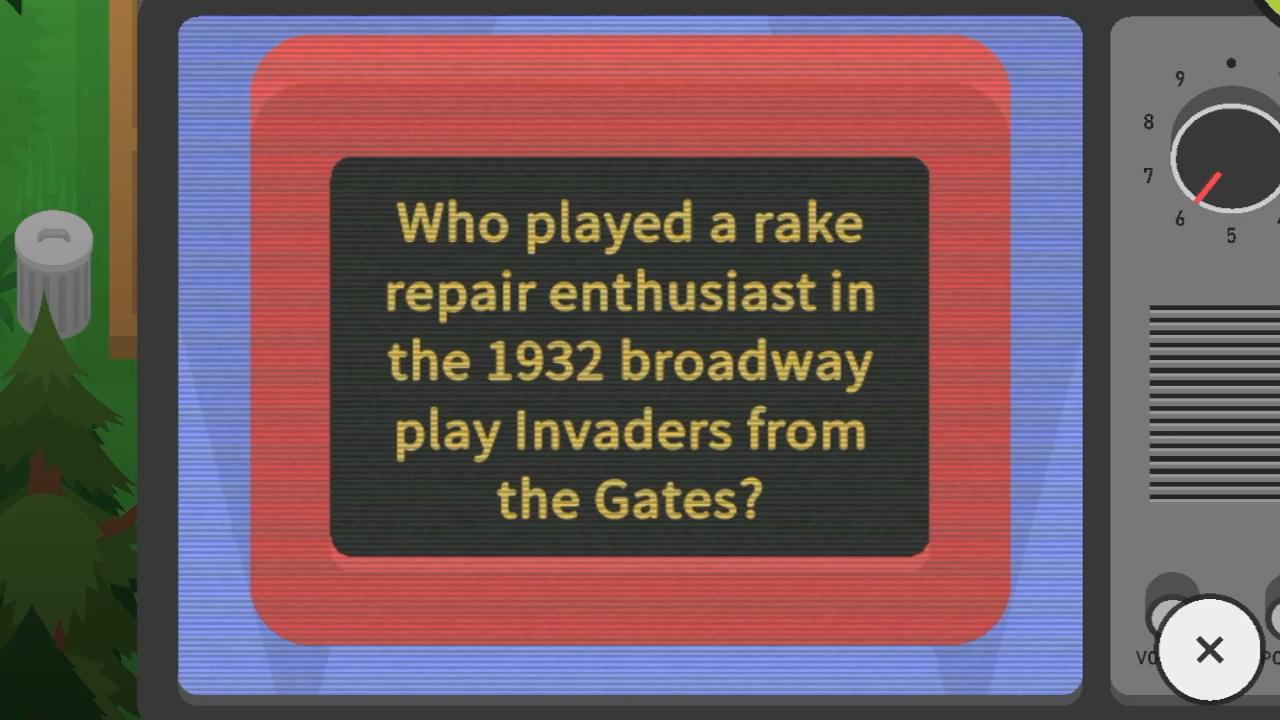 Who played a rake
repair enthusiast in
the 1932 broadway
play Invaders from
the Gates?
9
8
7
6
5